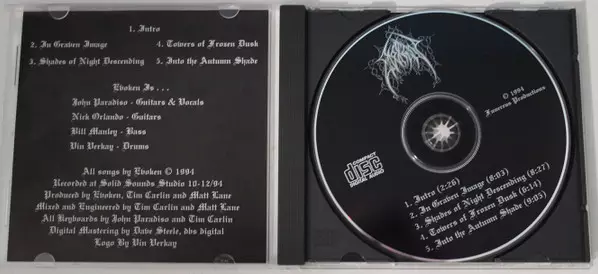 1. Intro
2. In Graven Image
4. Towers of Frozen Dusk
3. Shades of Night Descending
5. Into the Autumn Shade
Evoken Is . . .
John Paradiso - Guitars & Vocals
Nick Orlando - Guitars
Bill Manley - Bass
Vin Verkay - Drums
All songs by Evoken © 1994
Recorded at Solid Sounds Studio 10-12/94
Produced by Evoken, Tim Carlin and Matt Lane
Mixed and Engineered by Tim Carlin and Matt Lane
All Keyboards by John Paradiso and Tim Carlin
Digital Mastering by Dave Steele, dbs digital
Logo By Vin Verkay
© 1994
Funereus Productions
COMPACT
disc
DIGITAL AUDIO
1. Intro (2:26)
2. In Graven Image (8:03)
3. Shades of Night Descending (8:27)
4. Towers of Frozen Dusk (6:14)
5. Into the Autumn Shade (9:05)